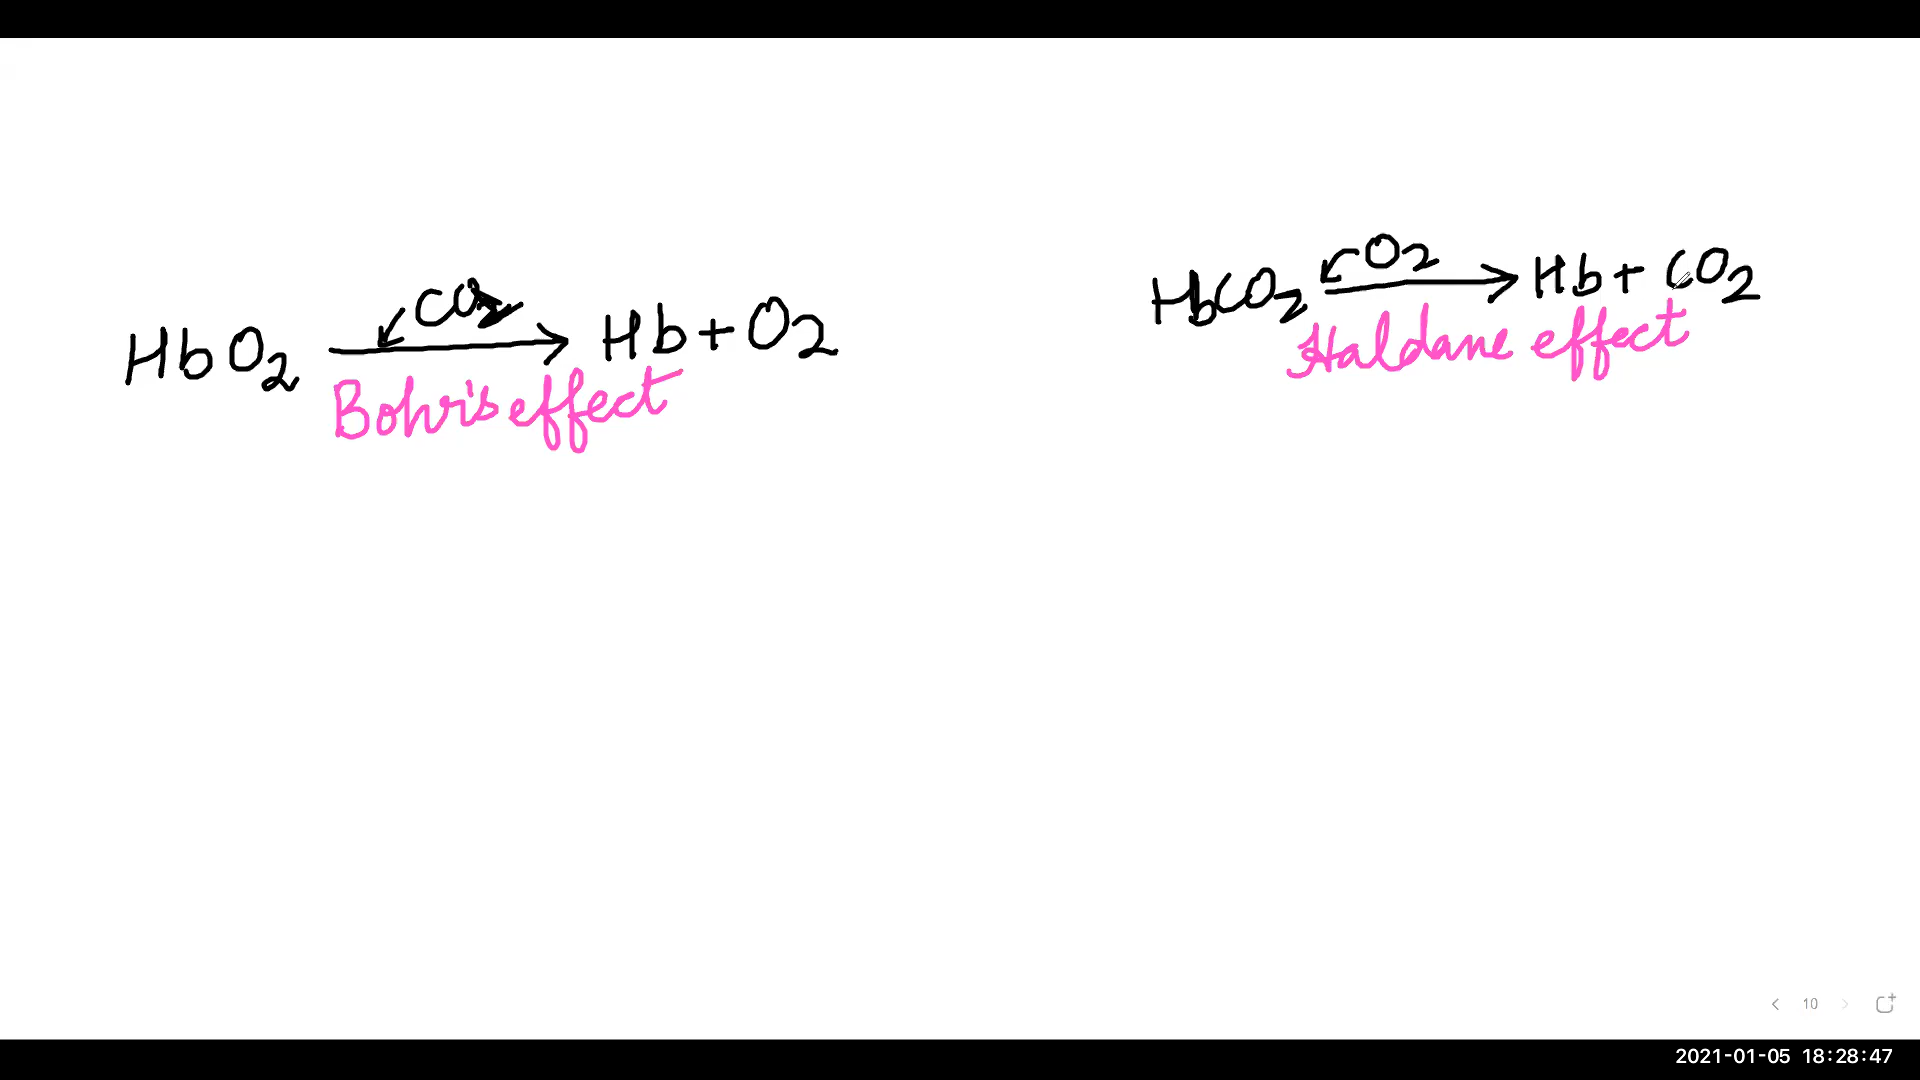 HbO2 CO2 → Hb + O2
Bohr's effect
HbCO2 O2 → Hb + CO2
Haldane effect
< 10 >
2021-01-05 18:28:47